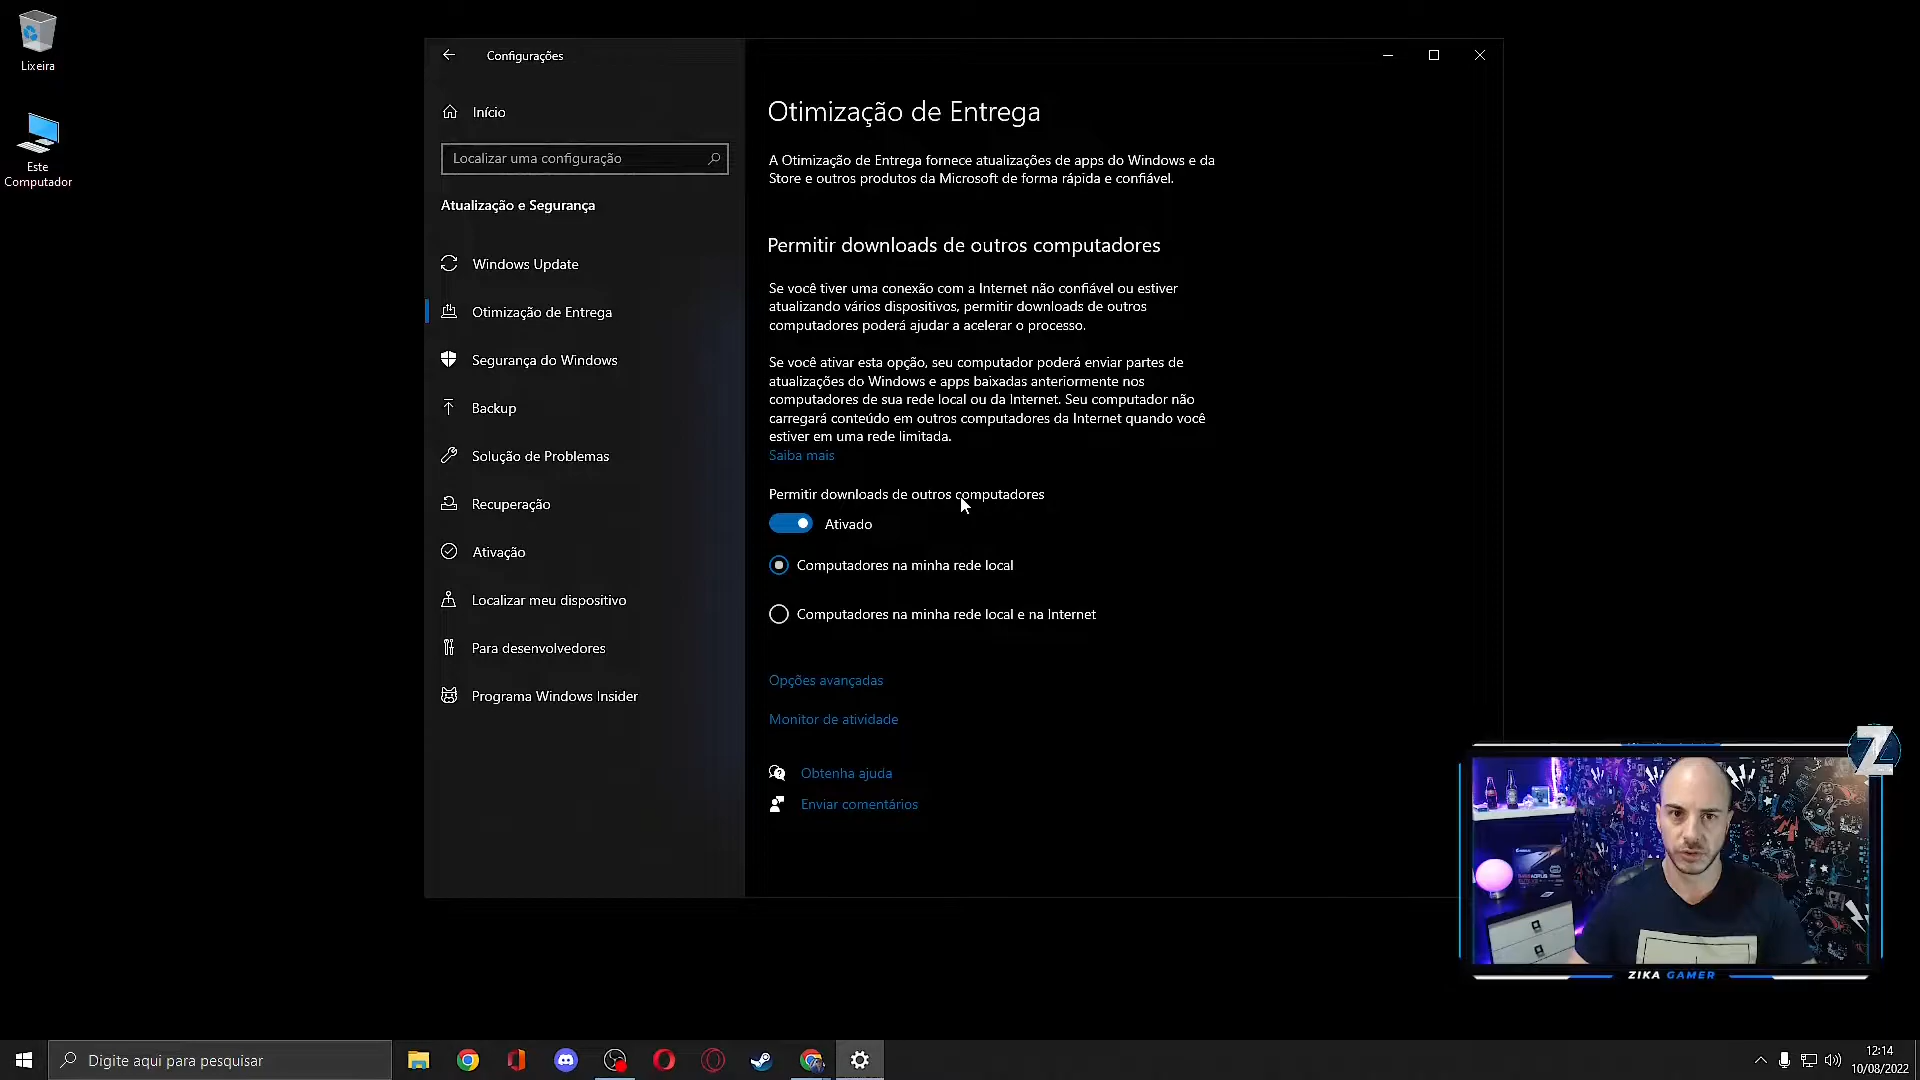 Lixeira
Este
Computador
Configurações
Início
Localizar uma configuração
Atualização e Segurança
Windows Update
Otimização de Entrega
Segurança do Windows
Backup
Solução de Problemas
Recuperação
Ativação
Localizar meu dispositivo
Para desenvolvedores
Programa Windows Insider
Otimização de Entrega
A Otimização de Entrega fornece atualizações de apps do Windows e da
Store e outros produtos da Microsoft de forma rápida e confiável.
Permitir downloads de outros computadores
Se você tiver uma conexão com a Internet não confiável ou estiver
atualizando vários dispositivos, permitir downloads de outros
computadores poderá ajudar a acelerar o processo.
Se você ativar esta opção, seu computador poderá enviar partes de
atualizações do Windows e apps baixadas anteriormente nos
computadores de sua rede local ou da Internet. Seu computador não
carregará conteúdo em outros computadores da Internet quando você
estiver em uma rede limitada.
Saiba mais
Permitir downloads de outros computadores
Ativado
Computadores na minha rede local
Computadores na minha rede local e na Internet
Opções avançadas
Monitor de atividade
Obtenha ajuda
Enviar comentários
Z
ZIKA GAMER
Digite aqui para pesquisar
12:14
10/08/2022